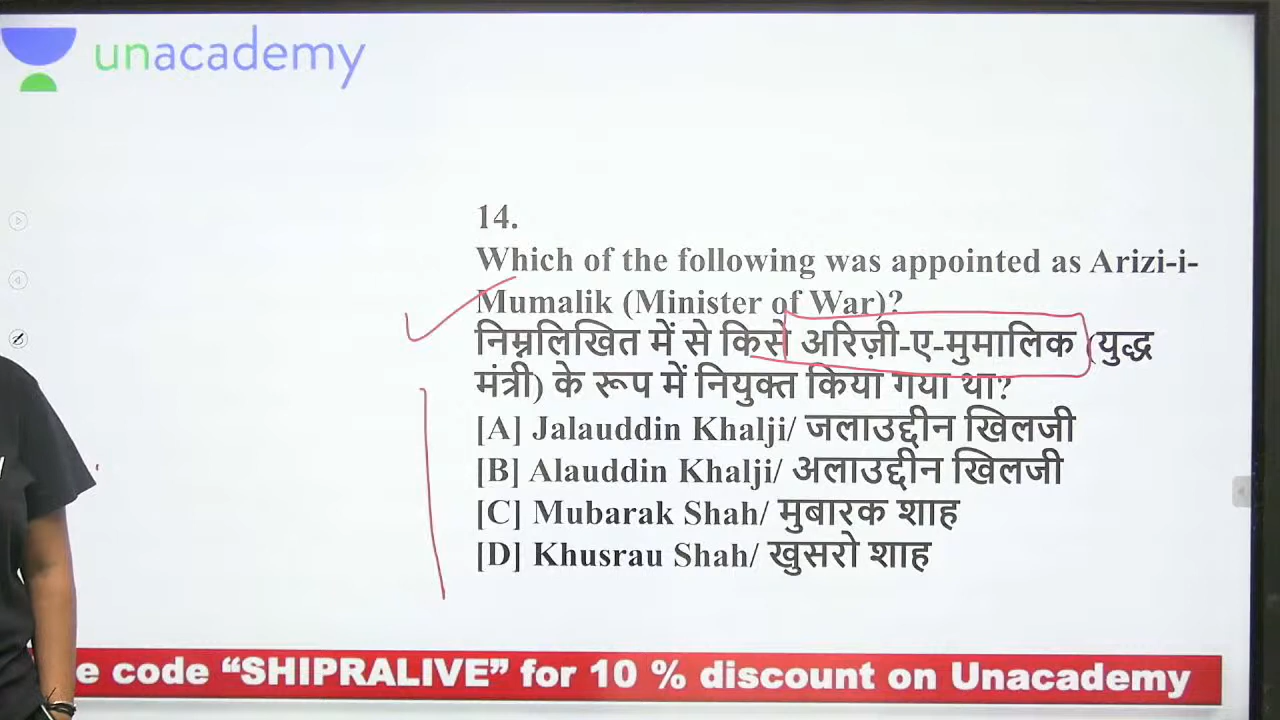 unacademy
14.
Which of the following was appointed as Arizi-i-
Mumalik (Minister of War)?
निम्नलिखित में से किसे अरिज़ी-ए-मुमालिक (युद्ध
मंत्री) के रूप में नियुक्त किया गया था?
[A] Jalauddin Khalji/ जलाउद्दीन खिलजी
[B] Alauddin Khalji/ अलाउद्दीन खिलजी
[C] Mubarak Shah/ मुबारक शाह
[D] Khusrau Shah/ खुसरो शाह
e code “SHIPRALIVE” for 10 % discount on Unacademy